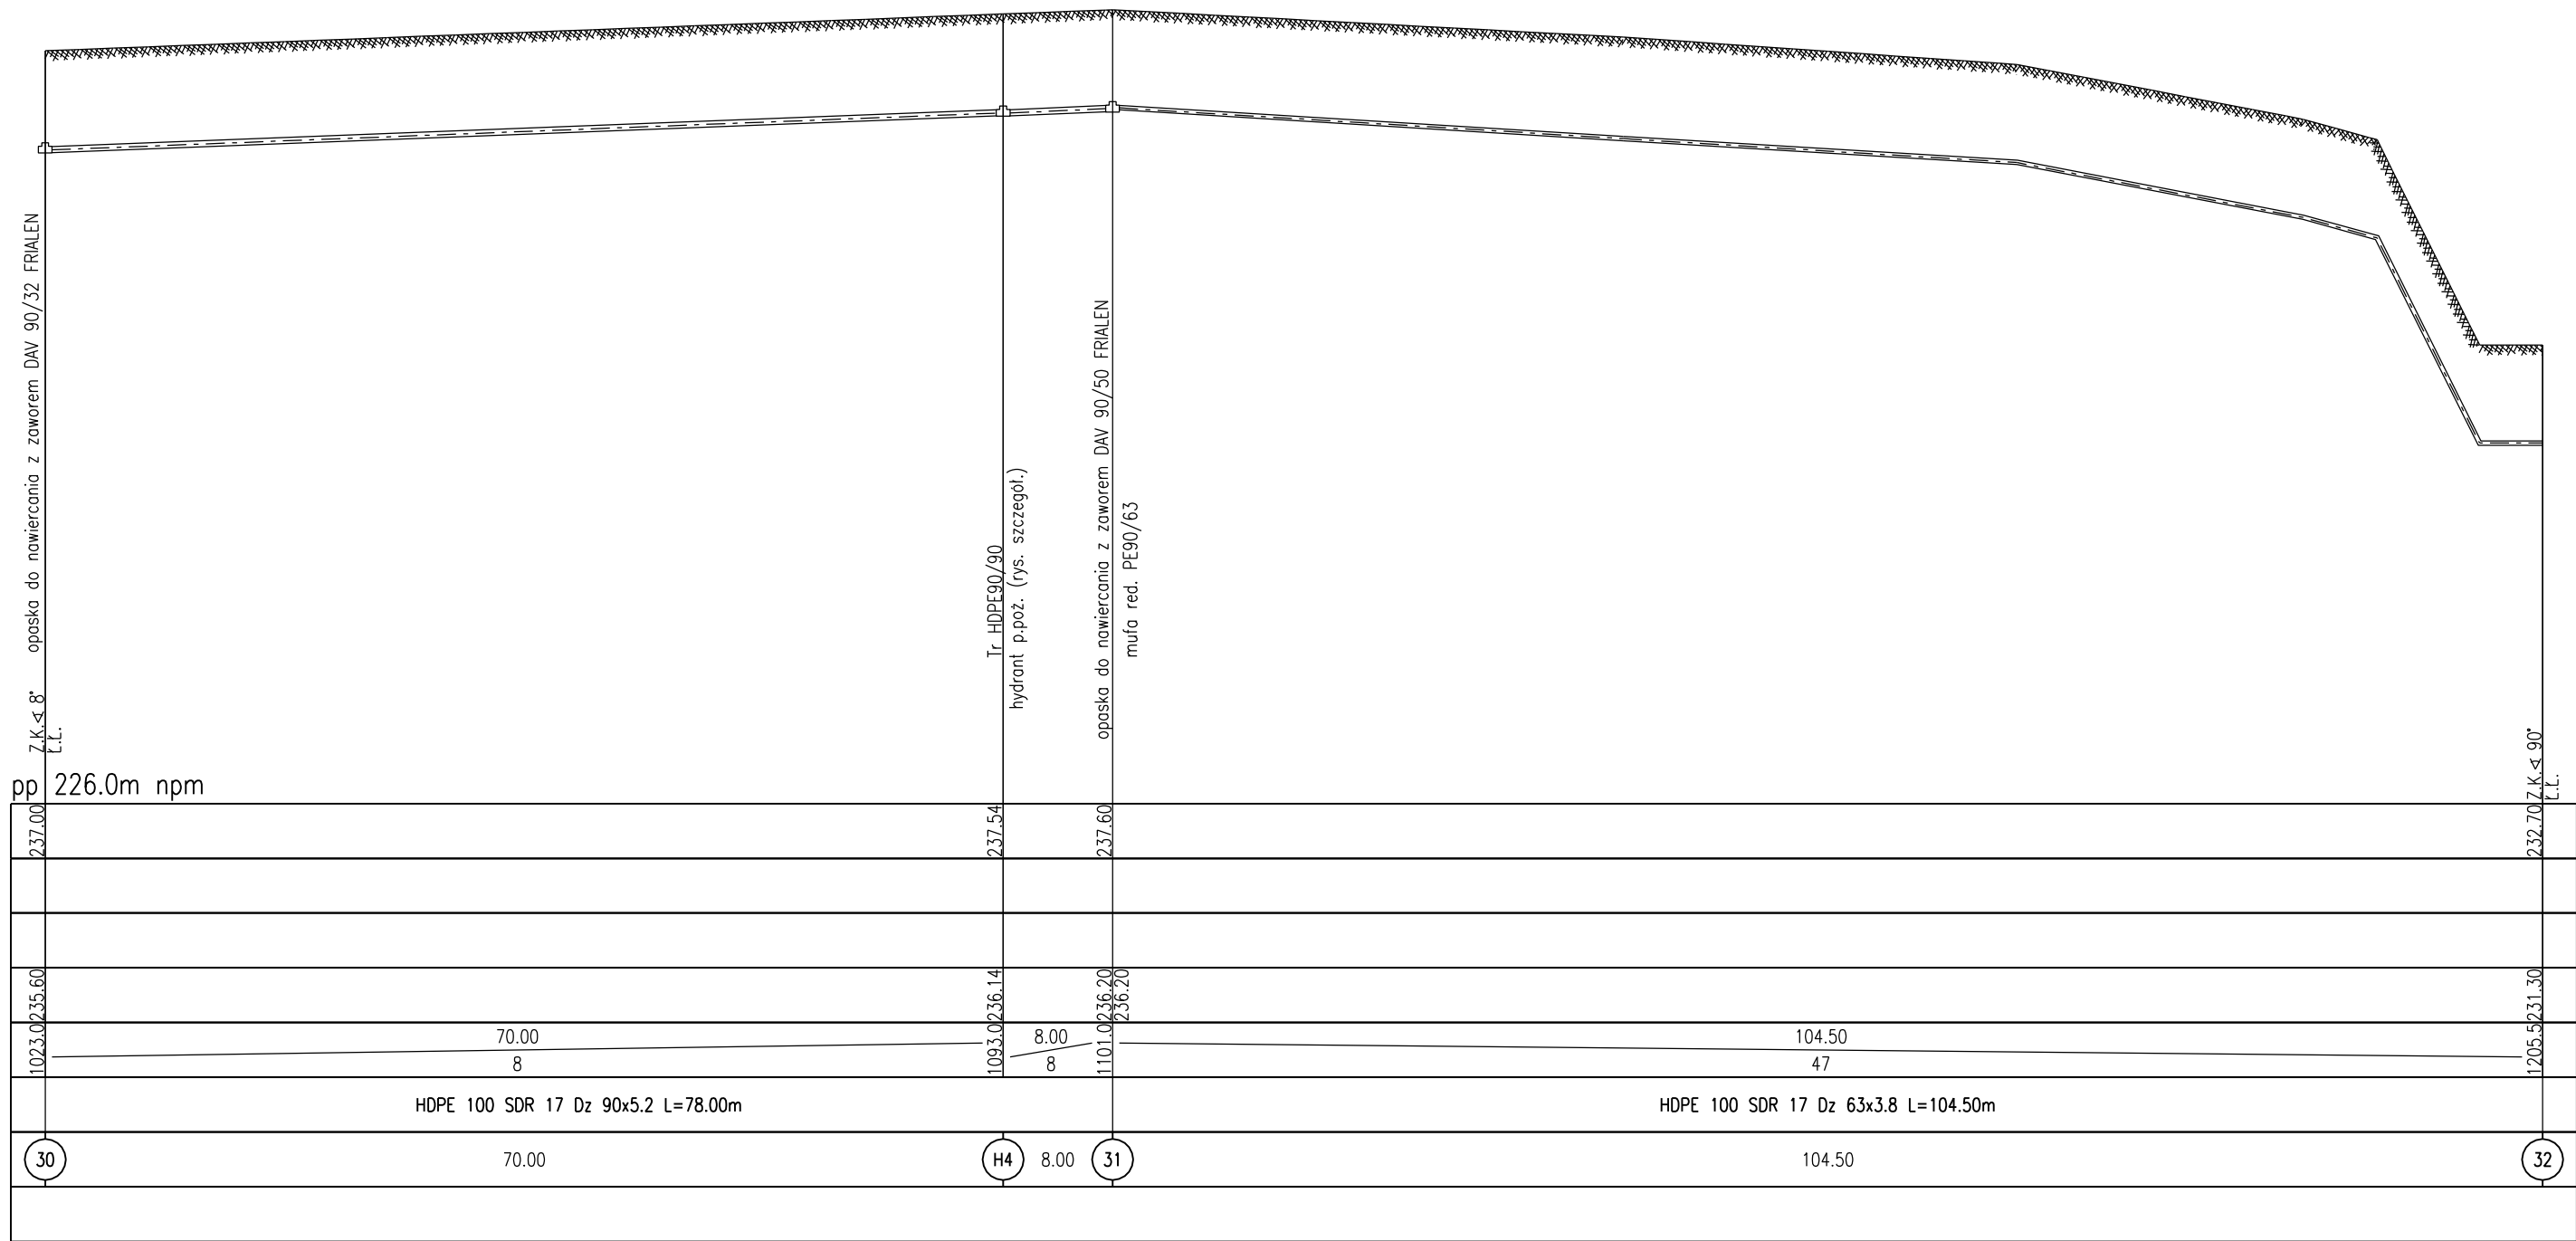 opaska do nawiercania z zaworem DAV 90/32 FRIALEN
Z.K.∢ 8°
Ł.Ł.
Tr HDPE90/90
hydrant p.poż. (rys. szczegół.)
opaska do nawiercania z zaworem DAV 90/50 FRIALEN
mufa red. PE90/63
Z.K.∢ 90°
Ł.Ł.
pp 226.0m npm
237.00
237.54
237.60
232.70
235.60
236.14
236.20
236.20
231.30
1023.0
70.00
8
1093.0
8.00
8
1101.0
104.50
47
1205.5
HDPE 100 SDR 17 Dz 90x5.2 L=78.00m
HDPE 100 SDR 17 Dz 63x3.8 L=104.50m
30 70.00 H4 8.00 31 104.50 32